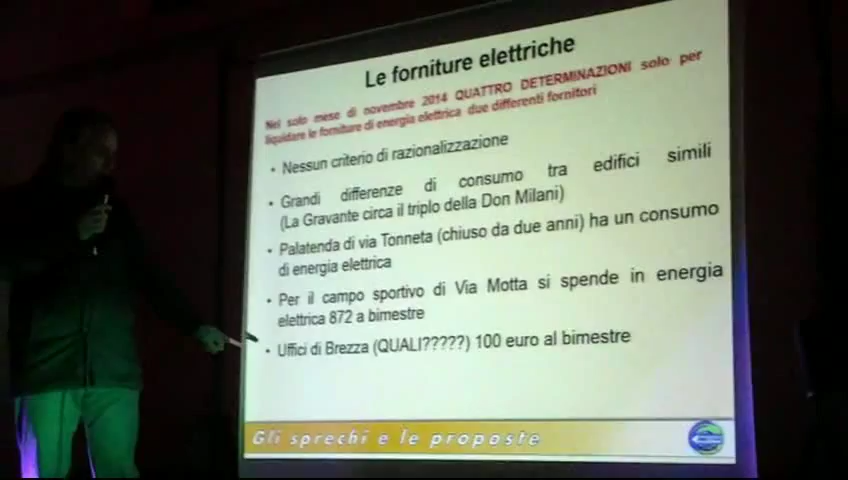 Le forniture elettriche
Nel solo mese di novembre 2014 QUATTRO DETERMINAZIONI solo per
liquidare le forniture di energia elettrica due differenti fornitori
• Nessun criterio di razionalizzazione
• Grandi differenze di consumo tra edifici simili
(La Gravante circa il triplo della Don Milani)
• Palatenda di via Tonneta (chiuso da due anni) ha un consumo
di energia elettrica
• Per il campo sportivo di Via Motta si spende in energia
elettrica 872 a bimestre
• Uffici di Brezza (QUALI?????) 100 euro al bimestre
Gli sprechi e le proposte